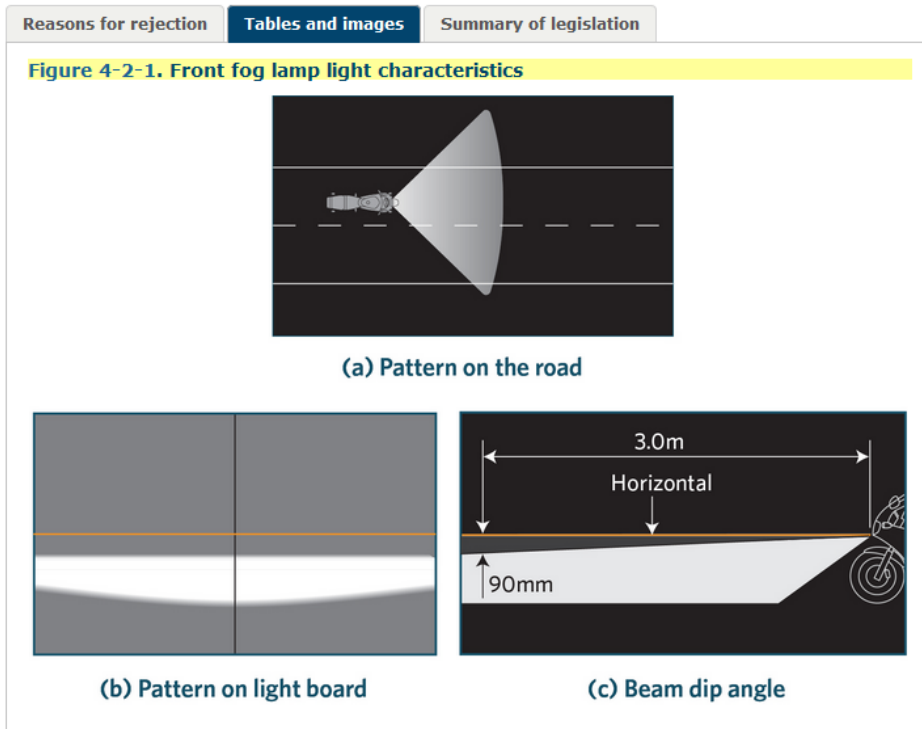 Reasons for rejection
Tables and images
Summary of legislation
Figure 4-2-1. Front fog lamp light characteristics
(a) Pattern on the road
3.0m
Horizontal
90mm
(b) Pattern on light board
(c) Beam dip angle